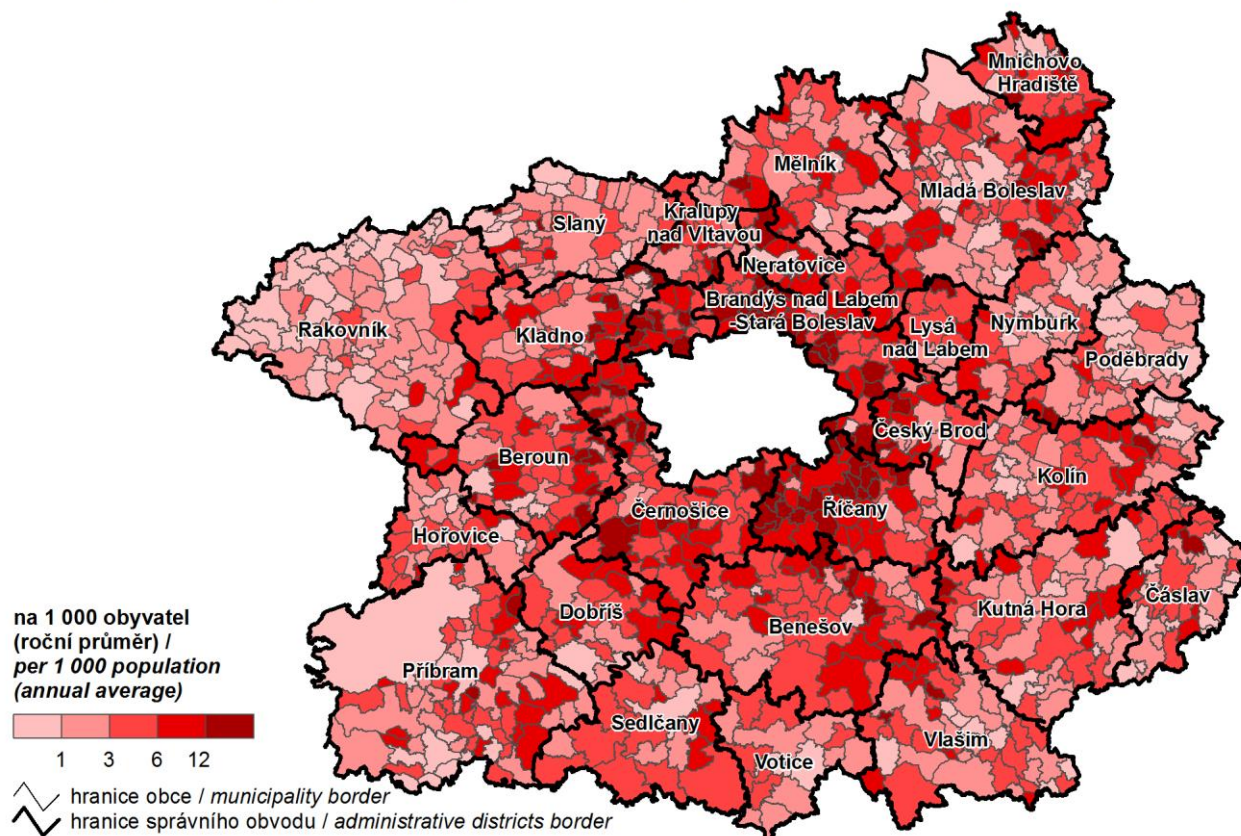 Mnichovo
Hradiště
Mělník
Mladá Boleslav
Slaný
Kralupy
nad Vltavou
Neratovice
Brandýs nad Labem
-Stará Boleslav
Lysá
nad Labem
Nymburk
Poděbrady
Rakovník
Kladno
Český Brod
Beroun
Kolín
Černošice
Říčany
Hořovice
Čáslav
Kutná Hora
Dobříš
Benešov
Příbram
Sedlčany
Votice
Vlašim
na 1 000 obyvatel
(roční průměr) /
per 1 000 population
(annual average)
1 3 6 12
hranice obce / municipality border
hranice správního obvodu / administrative districts border